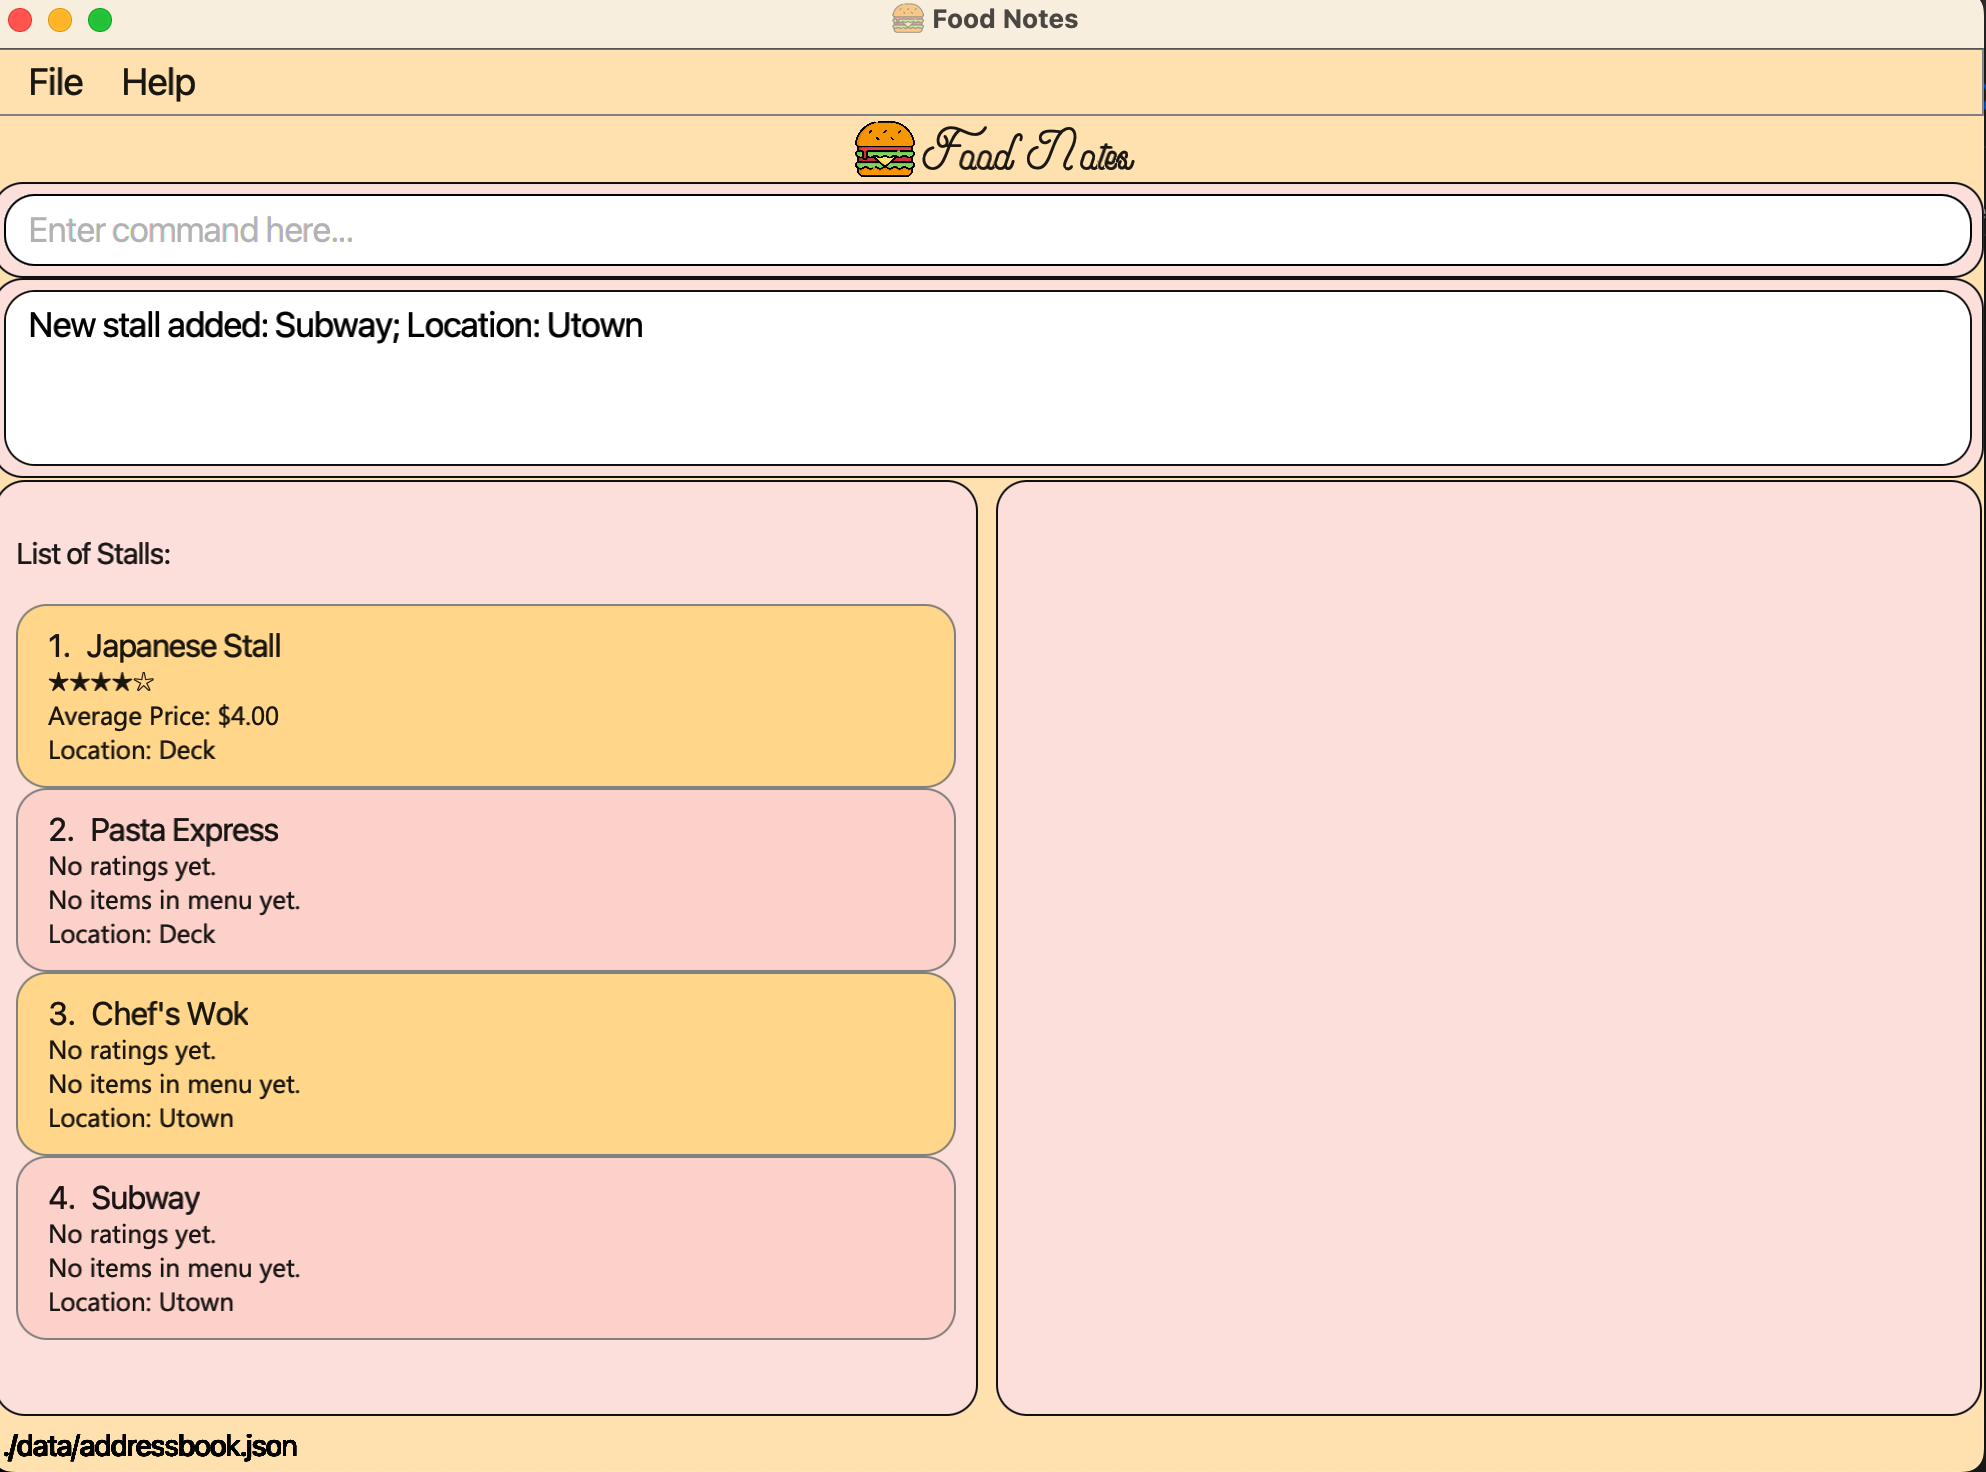 Food Notes
File Help
Food Notes
Enter command here...
New stall added: Subway; Location: Utown
List of Stalls:
1. Japanese Stall
★★★★☆
Average Price: $4.00
Location: Deck
2. Pasta Express
No ratings yet.
No items in menu yet.
Location: Deck
3. Chef's Wok
No ratings yet.
No items in menu yet.
Location: Utown
4. Subway
No ratings yet.
No items in menu yet.
Location: Utown
./data/addressbook.json